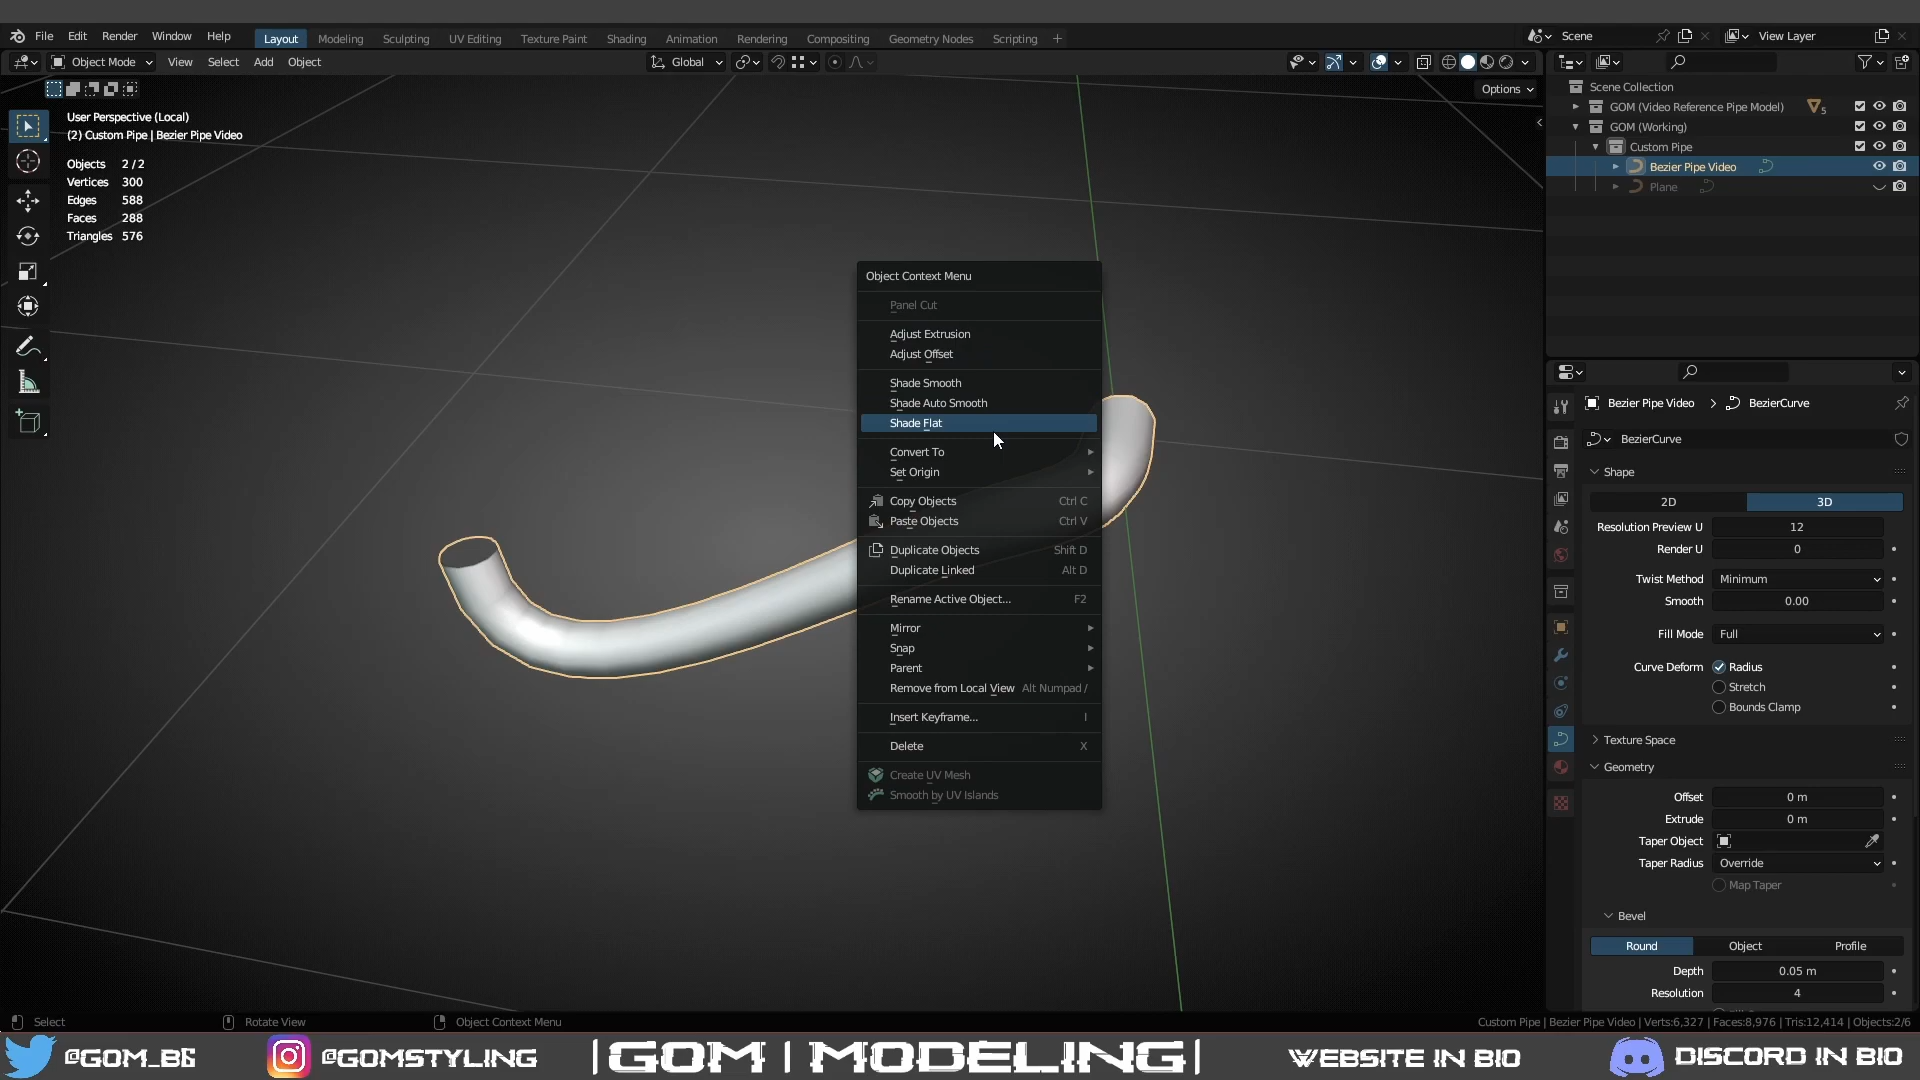 File Edit Render Window Help Layout Modeling Sculpting UV Editing Texture Paint Shading Animation Rendering Compositing Geometry Nodes Scripting + Scene View Layer
Object Mode View Select Add Object Global
Options
User Perspective (Local)
(2) Custom Pipe | Bezier Pipe Video
Objects 2 / 2
Vertices 300
Edges 588
Faces 288
Triangles 576
Object Context Menu
Panel Cut
Adjust Extrusion
Adjust Offset
Shade Smooth
Shade Auto Smooth
Shade Flat
Convert To
Set Origin
Copy Objects Ctrl C
Paste Objects Ctrl V
Duplicate Objects Shift D
Duplicate Linked Alt D
Rename Active Object... F2
Mirror
Snap
Parent
Remove from Local View Alt Numpad /
Insert Keyframe... I
Delete X
Create UV Mesh
Smooth by UV Islands
Scene Collection
GOM (Video Reference Pipe Model) 5
GOM (Working)
Custom Pipe
Bezier Pipe Video
Plane
Bezier Pipe Video > BezierCurve
BezierCurve
Shape
2D 3D
Resolution Preview U 12
Render U 0
Twist Method Minimum
Smooth 0.00
Fill Mode Full
Curve Deform Radius
Stretch
Bounds Clamp
Texture Space
Geometry
Offset 0 m
Extrude 0 m
Taper Object
Taper Radius Override
Map Taper
Bevel
Round Object Profile
Depth 0.05 m
Resolution 4
Select Rotate View Object Context Menu Custom Pipe | Bezier Pipe Video | Verts:6,327 | Faces:8,976 | Tris:12,414 | Objects:2/6
@GOM_B6 @GOMSTYLING |GOM | MODELING| WEBSITE IN BIO DISCORD IN BIO